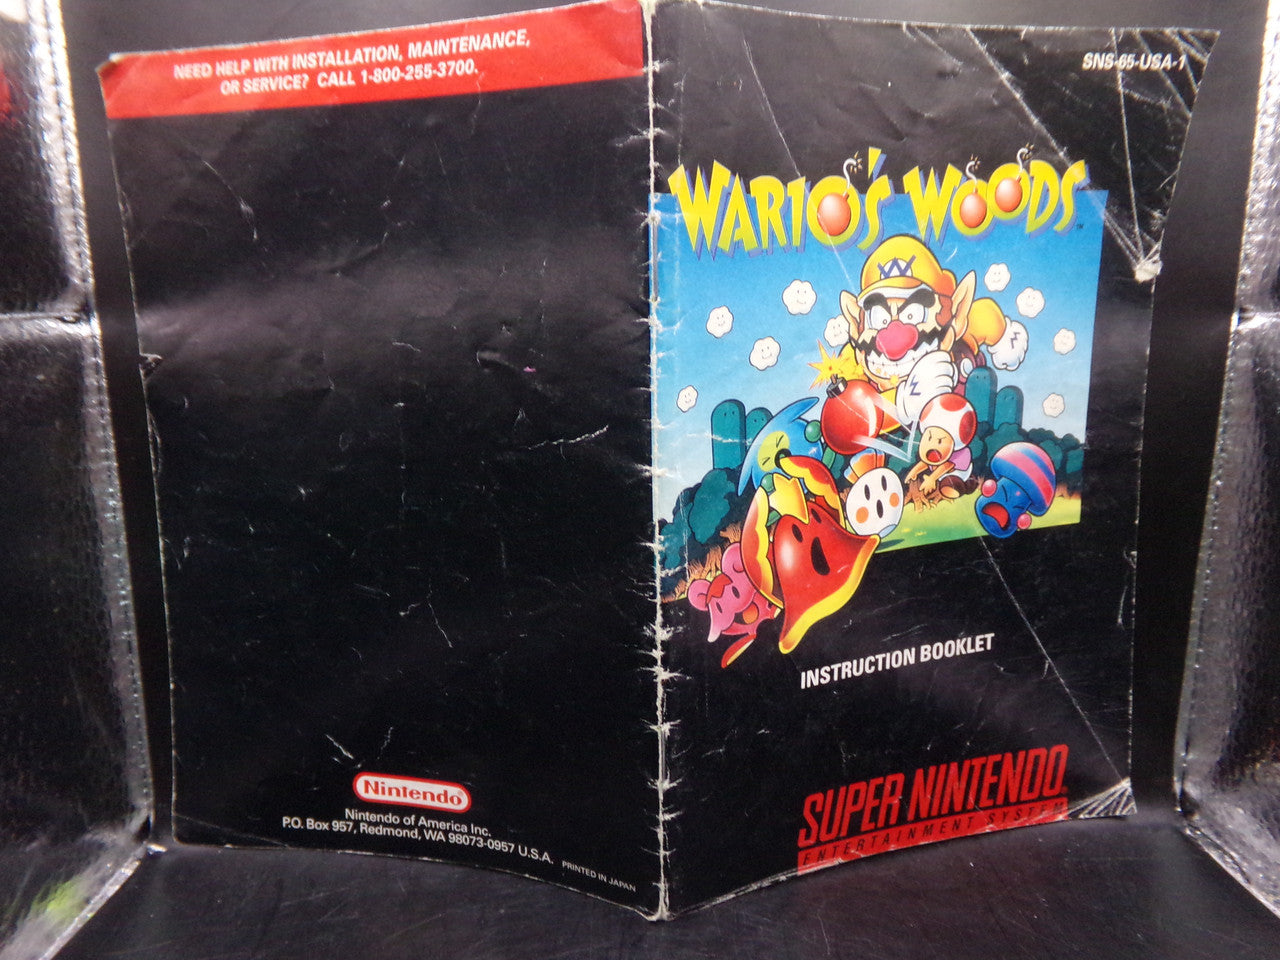 NEED HELP WITH INSTALLATION, MAINTENANCE,
OR SERVICE? CALL 1-800-255-3700.
Nintendo
Nintendo of America Inc.
P.O. Box 957, Redmond, WA 98073-0957 U.S.A.
PRINTED IN JAPAN
SNS-65-USA-1
WARIO'S WOODS
TM
W
INSTRUCTION BOOKLET
SUPER NINTENDO
ENTERTAINMENT SYSTEM